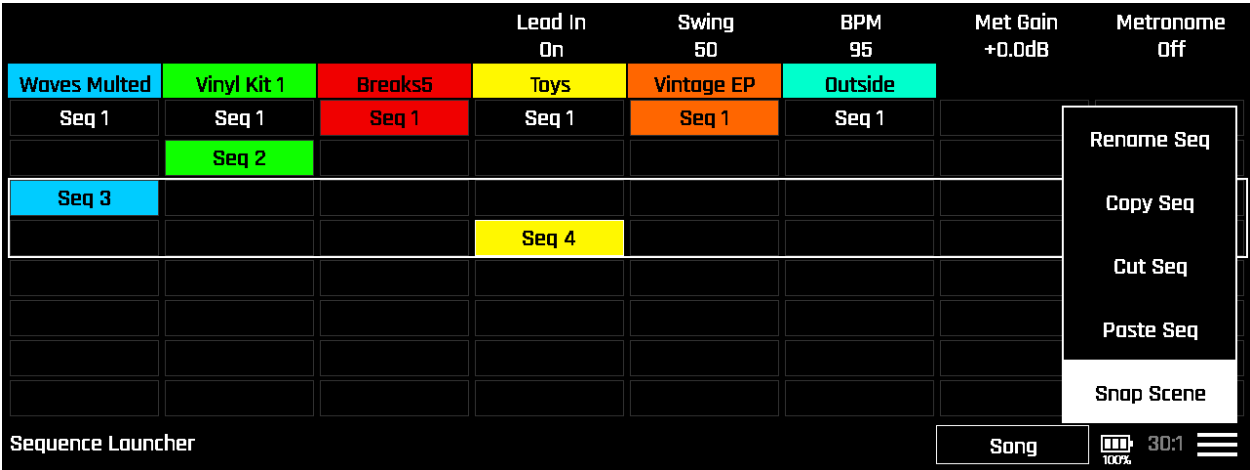 Lead In Swing BPM Met Gain Metronome
On 50 95 +0.0dB Off
Waves Multed Vinyl Kit 1 Breaks5 Toys Vintage EP Outside
Seq 1 Seq 1 Seq 1 Seq 1 Seq 1 Seq 1
Rename Seq
Seq 2
Seq 3
Copy Seq
Seq 4
Cut Seq
Paste Seq
Snap Scene
Sequence Launcher Song 100% 30:1